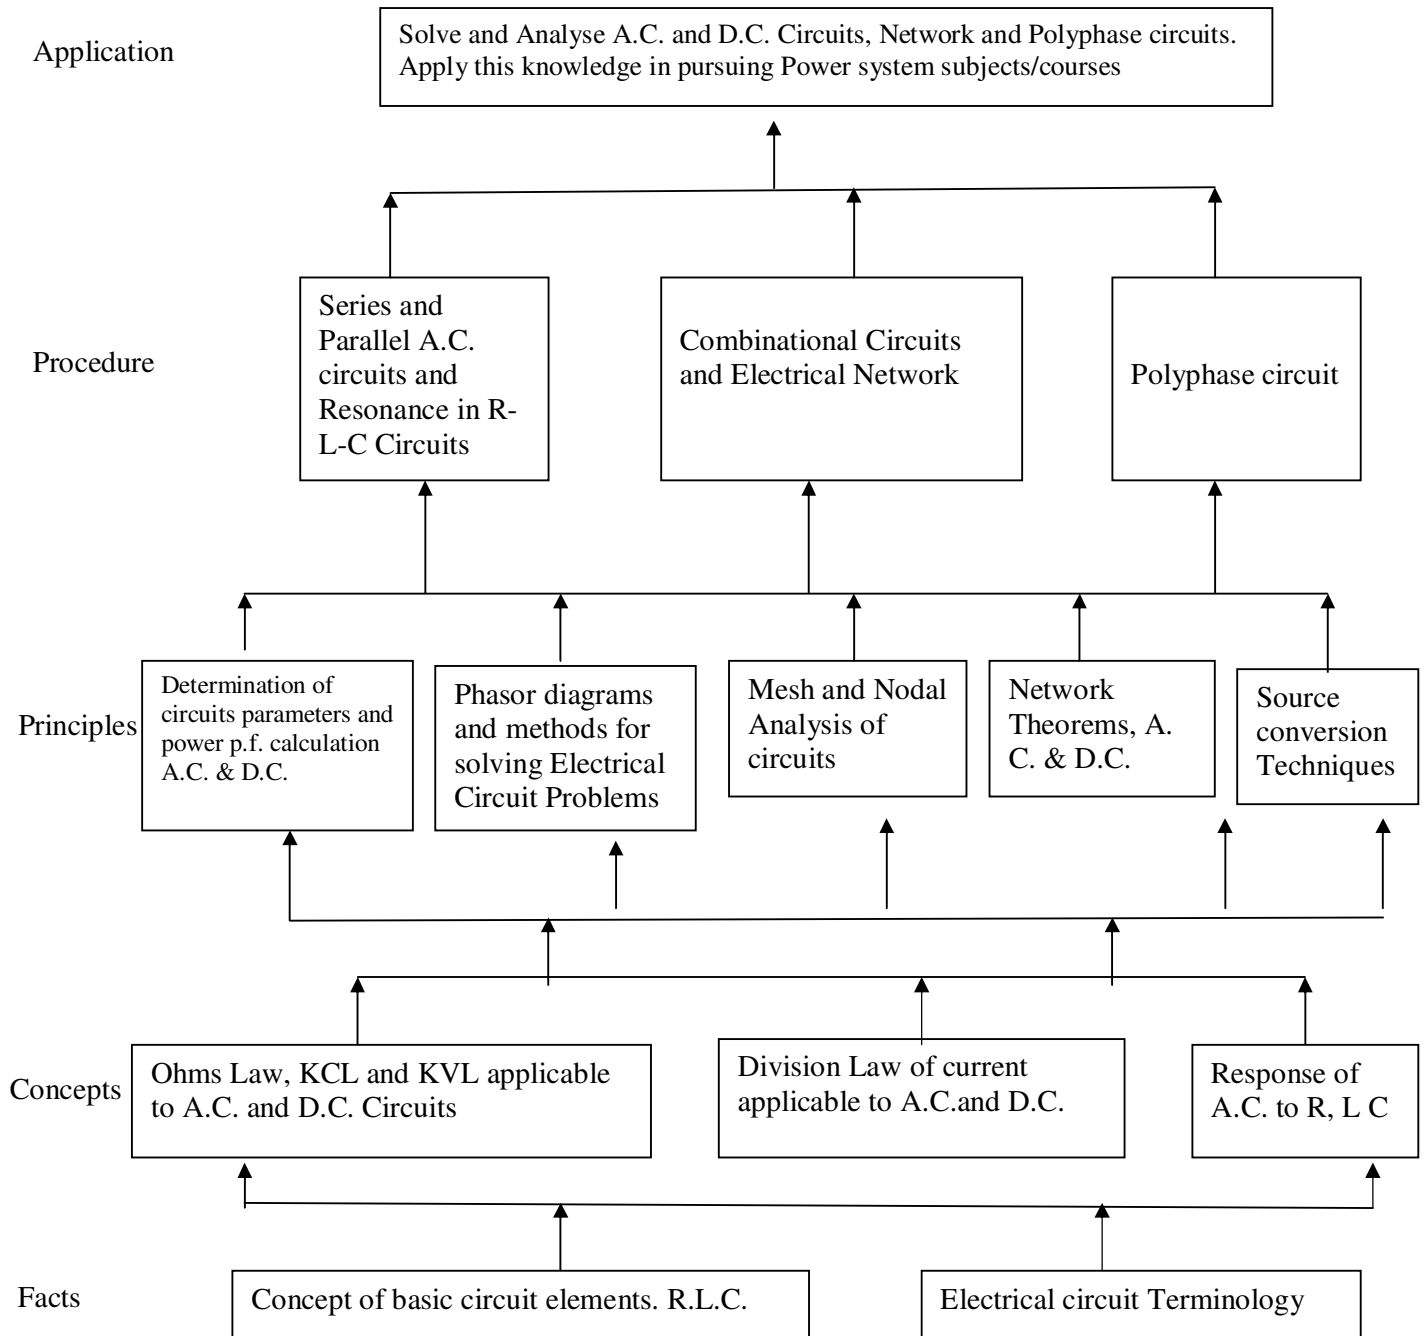 Application
Solve and Analyse A.C. and D.C. Circuits, Network and Polyphase circuits.
Apply this knowledge in pursuing Power system subjects/courses
Procedure
Series and
Parallel A.C.
circuits and
Resonance in R-
L-C Circuits
Combinational Circuits
and Electrical Network
Polyphase circuit
Principles
Determination of
circuits parameters and
power p.f. calculation
A.C. & D.C.
Phasor diagrams
and methods for
solving Electrical
Circuit Problems
Mesh and Nodal
Analysis of
circuits
Network
Theorems, A.
C. & D.C.
Source
conversion
Techniques
Concepts
Ohms Law, KCL and KVL applicable
to A.C. and D.C. Circuits
Division Law of current
applicable to A.C.and D.C.
Response of
A.C. to R, L C
Facts
Concept of basic circuit elements. R.L.C.
Electrical circuit Terminology